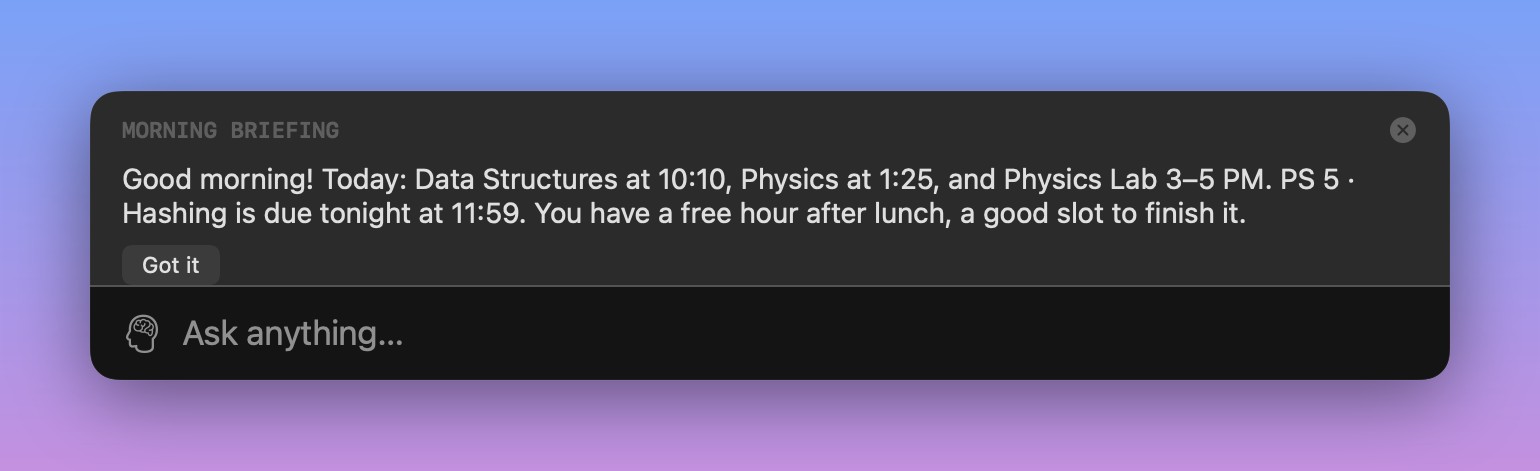 MORNING BRIEFING
Good morning! Today: Data Structures at 10:10, Physics at 1:25, and Physics Lab 3–5 PM. PS 5 ·
Hashing is due tonight at 11:59. You have a free hour after lunch, a good slot to finish it.
Got it
Ask anything...